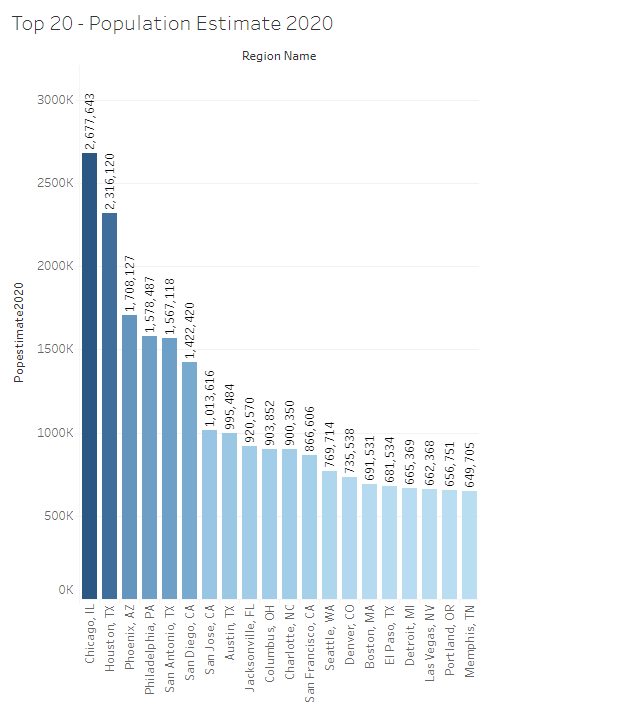 Top 20 - Population Estimate 2020
Region Name
Popestimate2020
3000K
2500K
2000K
1500K
1000K
500K
0K
2,677,643
2,316,120
1,708,127
1,578,487
1,567,118
1,422,420
1,013,616
995,484
920,570
903,852
900,350
866,606
769,714
735,538
691,531
681,534
665,369
662,368
656,751
649,705
Chicago, IL
Houston, TX
Phoenix, AZ
Philadelphia, PA
San Antonio, TX
San Diego, CA
San Jose, CA
Austin, TX
Jacksonville, FL
Columbus, OH
Charlotte, NC
San Francisco, CA
Seattle, WA
Denver, CO
Boston, MA
El Paso, TX
Detroit, MI
Las Vegas, NV
Portland, OR
Memphis, TN